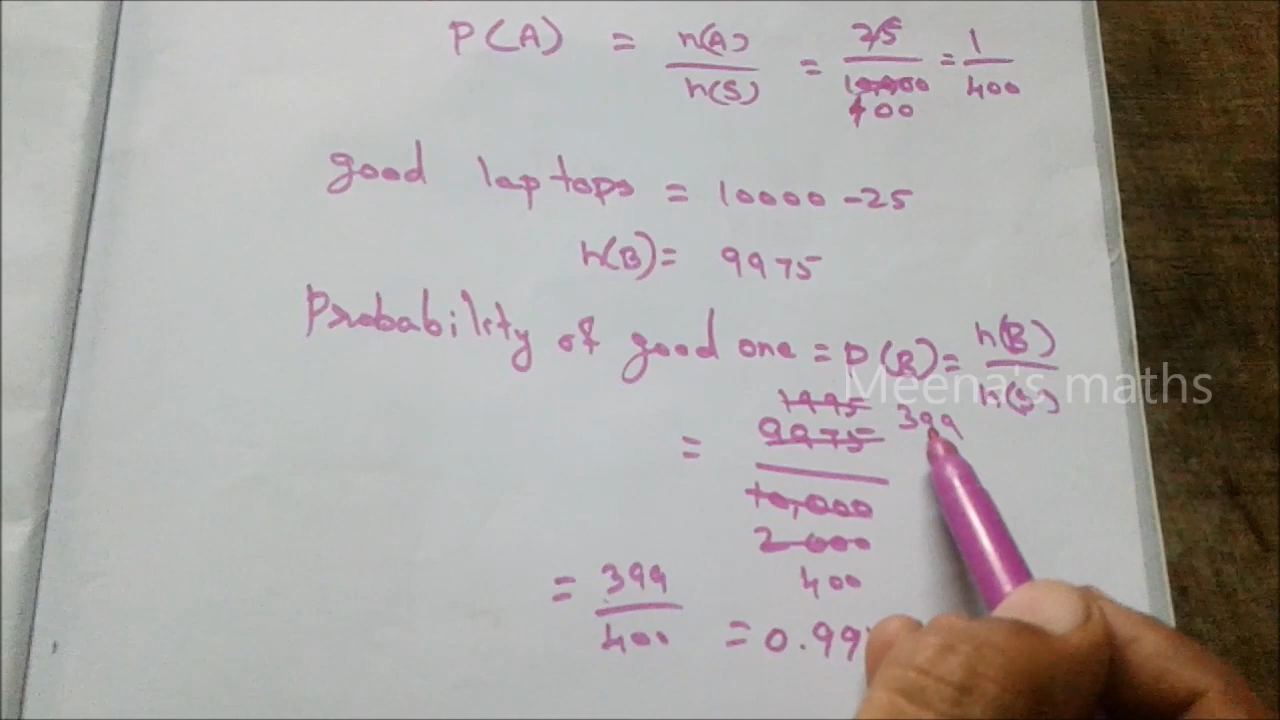 P(A) = n(A) / n(S) = 25 / 10,000 = 1 / 400
400
good laptops = 10000 - 25
n(B) = 9975
Probability of good one = P(B) = n(B) / n(S)
Meena's maths
1995
= 9975 399
10,000
2000
400
= 399 / 400 = 0.99